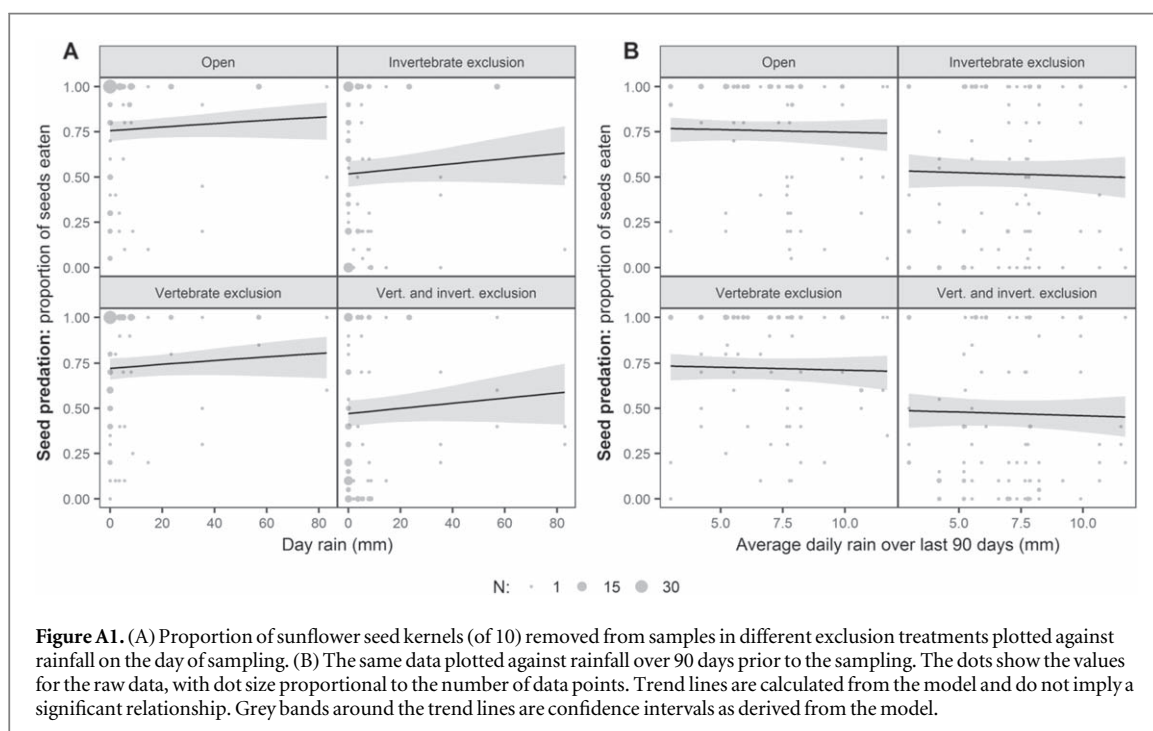 A
B
Open
Invertebrate exclusion
Open
Invertebrate exclusion
1.00
0.75
0.50
0.25
0.00
1.00
0.75
0.50
0.25
0.00
Vertebrate exclusion
Vert. and invert. exclusion
Vertebrate exclusion
Vert. and invert. exclusion
1.00
0.75
0.50
0.25
0.00
1.00
0.75
0.50
0.25
0.00
Seed predation: proportion of seeds eaten
Seed predation: proportion of seeds eaten
0 20 40 60 80 0 20 40 60 80
5.0 7.5 10.0 5.0 7.5 10.0
Day rain (mm)
Average daily rain over last 90 days (mm)
N: 1 15 30
Figure A1. (A) Proportion of sunflower seed kernels (of 10) removed from samples in different exclusion treatments plotted against
rainfall on the day of sampling. (B) The same data plotted against rainfall over 90 days prior to the sampling. The dots show the values
for the raw data, with dot size proportional to the number of data points. Trend lines are calculated from the model and do not imply a
significant relationship. Grey bands around the trend lines are confidence intervals as derived from the model.